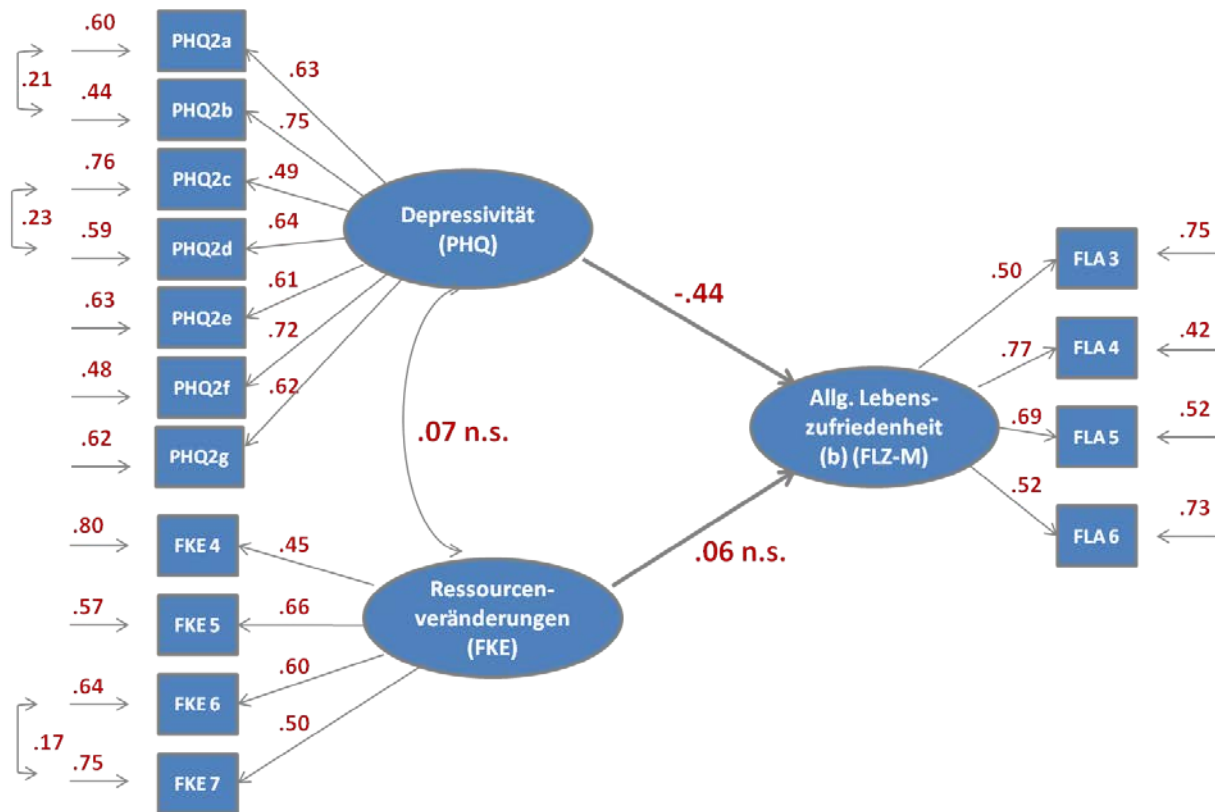 .60
PHQ2a
.63
.21
.44
PHQ2b
.75
.76
PHQ2c
.49
.23
.59
PHQ2d
.64
.63
PHQ2e
.61
.48
PHQ2f
.72
.62
PHQ2g
.62
Depressivität
(PHQ)
-.44
.07 n.s.
.06 n.s.
.80
FKE 4
.45
.57
FKE 5
.66
.64
FKE 6
.60
.17
.75
FKE 7
.50
Ressourcen-
veränderungen
(FKE)
Allg. Lebens-
zufriedenheit
(b) (FLZ-M)
.50
FLA 3
.75
.77
FLA 4
.42
.69
FLA 5
.52
.52
FLA 6
.73